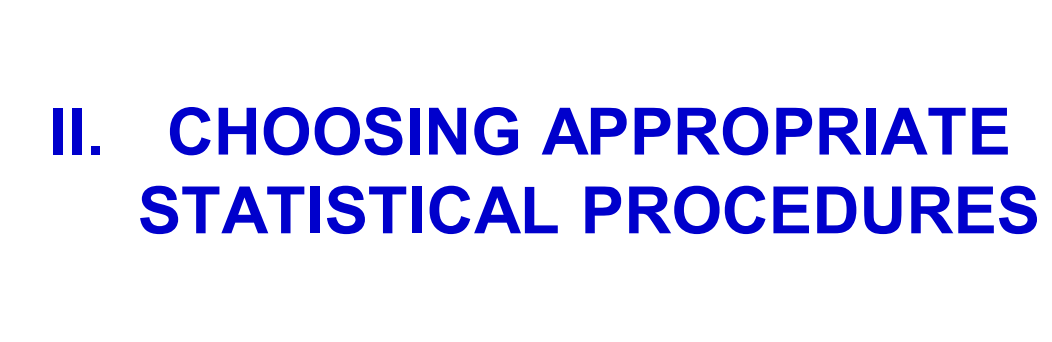 II. CHOOSING APPROPRIATE
STATISTICAL PROCEDURES